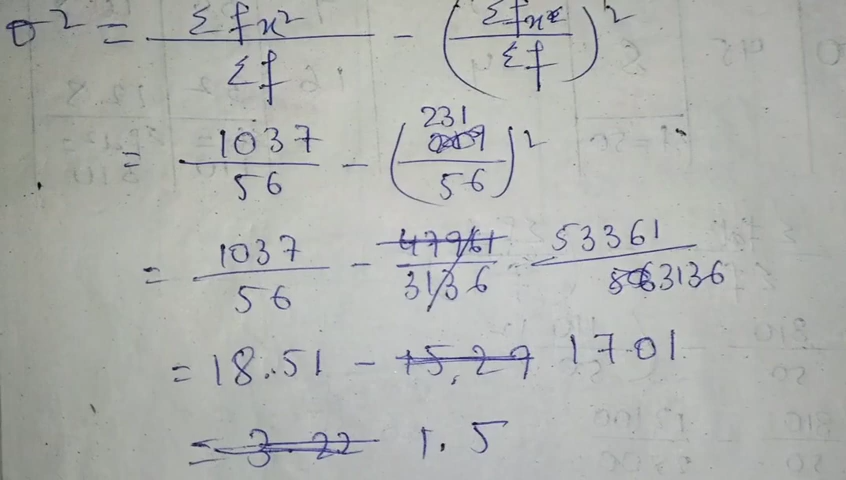 σ² = Σfx² / Σf − (Σfx / Σf)²
= 1037 / 56 − (231 / 56)²
= 1037 / 56 − 47961 / 3136 53361 / 3136
= 18.51 − 15.29 17.01
= 3.22 1.5